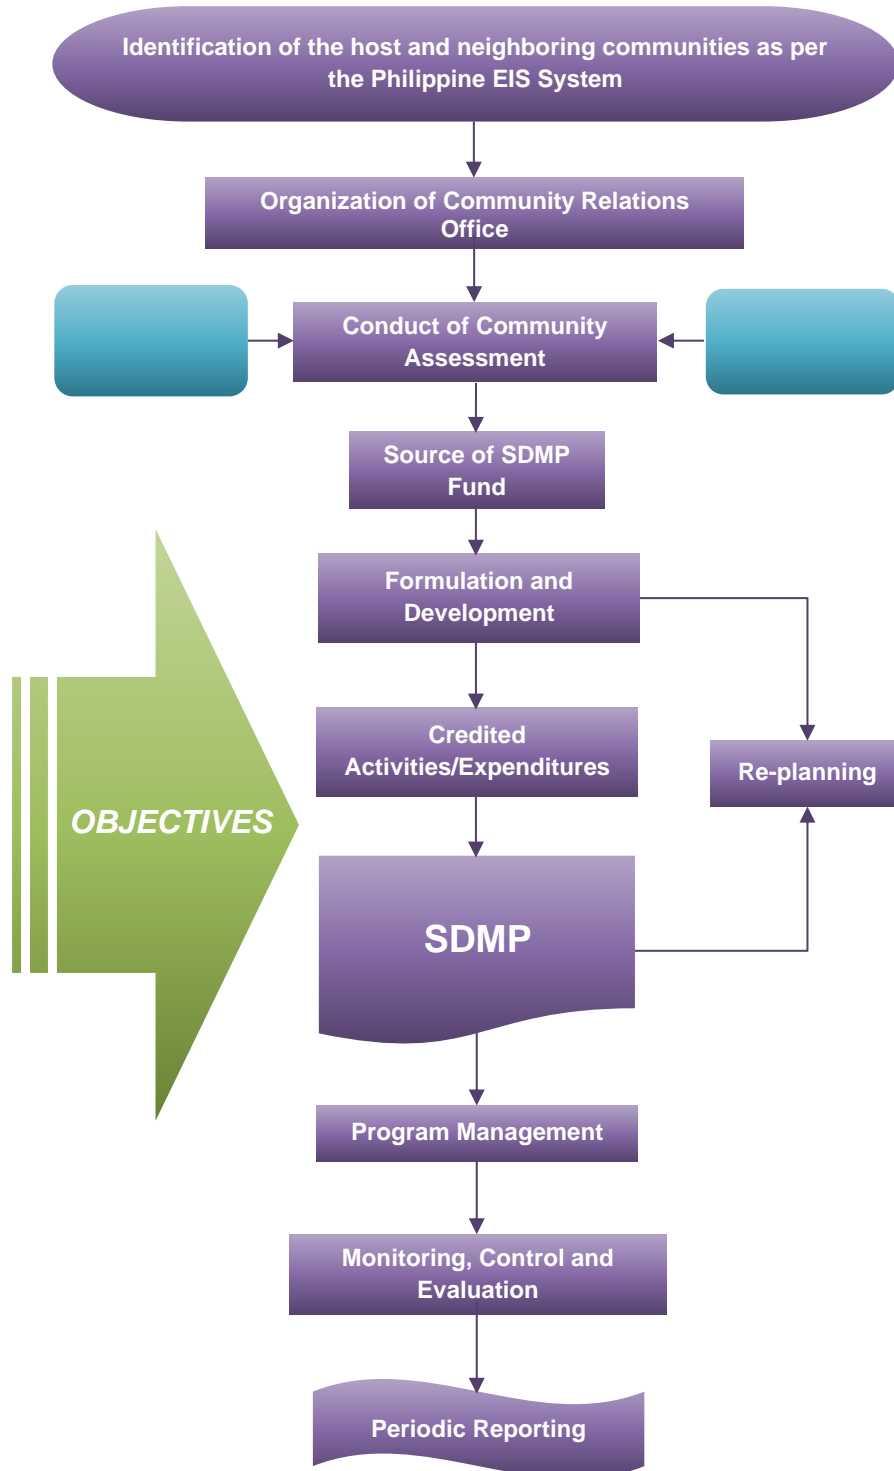 Identification of the host and neighboring communities as per
the Philippine EIS System
Organization of Community Relations
Office
Conduct of Community
Assessment
Source of SDMP
Fund
Formulation and
Development
Credited
Activities/Expenditures
Re-planning
OBJECTIVES
SDMP
Program Management
Monitoring, Control and
Evaluation
Periodic Reporting